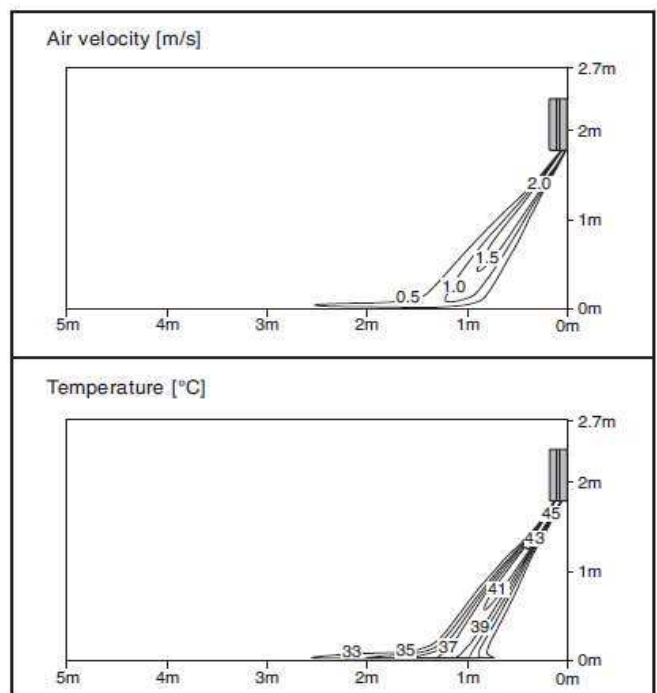 Air velocity [m/s]
2.7m
2m
2.0
1m
1.5
1.0
0.5
0m
5m 4m 3m 2m 1m 0m
Temperature [°C]
2.7m
2m
45
43
1m
41
39
37
33 35
0m
5m 4m 3m 2m 1m 0m